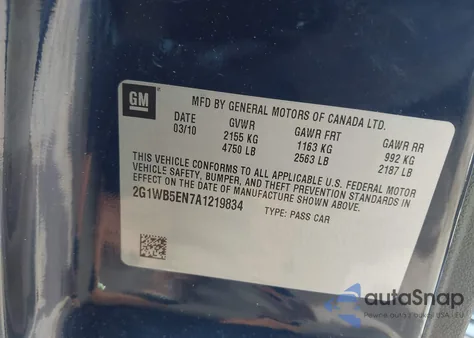 GM
MFD BY GENERAL MOTORS OF CANADA LTD.
DATE GVWR GAWR FRT GAWR RR
03/10 2155 KG 1163 KG 992 KG
4750 LB 2563 LB 2187 LB
THIS VEHICLE CONFORMS TO ALL APPLICABLE U.S. FEDERAL MOTOR
VEHICLE SAFETY, BUMPER, AND THEFT PREVENTION STANDARDS IN
EFFECT ON THE DATE OF MANUFACTURE SHOWN ABOVE.
2G1WB5EN7A1219834 TYPE: PASS CAR
autoSnap
Pewne auta z